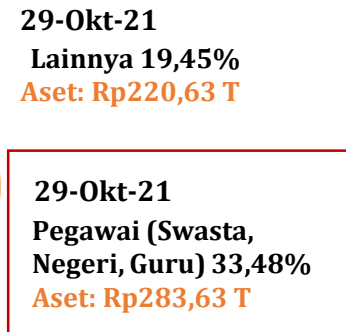 29-Okt-21
Lainnya 19,45%
Aset: Rp220,63 T
29-Okt-21
Pegawai (Swasta,
Negeri, Guru) 33,48%
Aset: Rp283,63 T